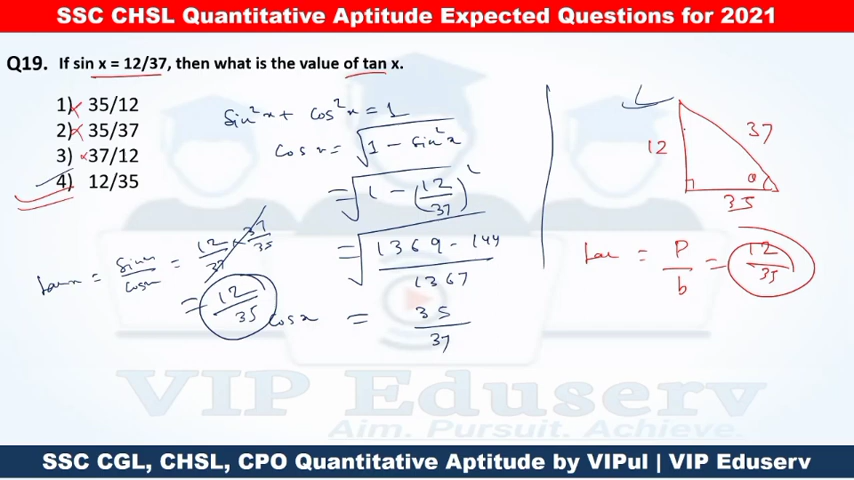 SSC CHSL Quantitative Aptitude Expected Questions for 2021
Q19. If sin x = 12/37, then what is the value of tan x.
1) 35/12
2) 35/37
3) 37/12
4) 12/35
sin²x + cos²x = 1
cos x = √1 - sin²x
= √1 - (12/37)²
= √1369-144/1367
cos x = 35/37
tan x = sin x/cos x = 12/37 × 37/35
= 12/35
12
37
θ
35
tan = P/b = 12/35
VIP Eduserv
Aim. Pursuit. Achieve.
SSC CGL, CHSL, CPO Quantitative Aptitude by VIPul | VIP Eduserv